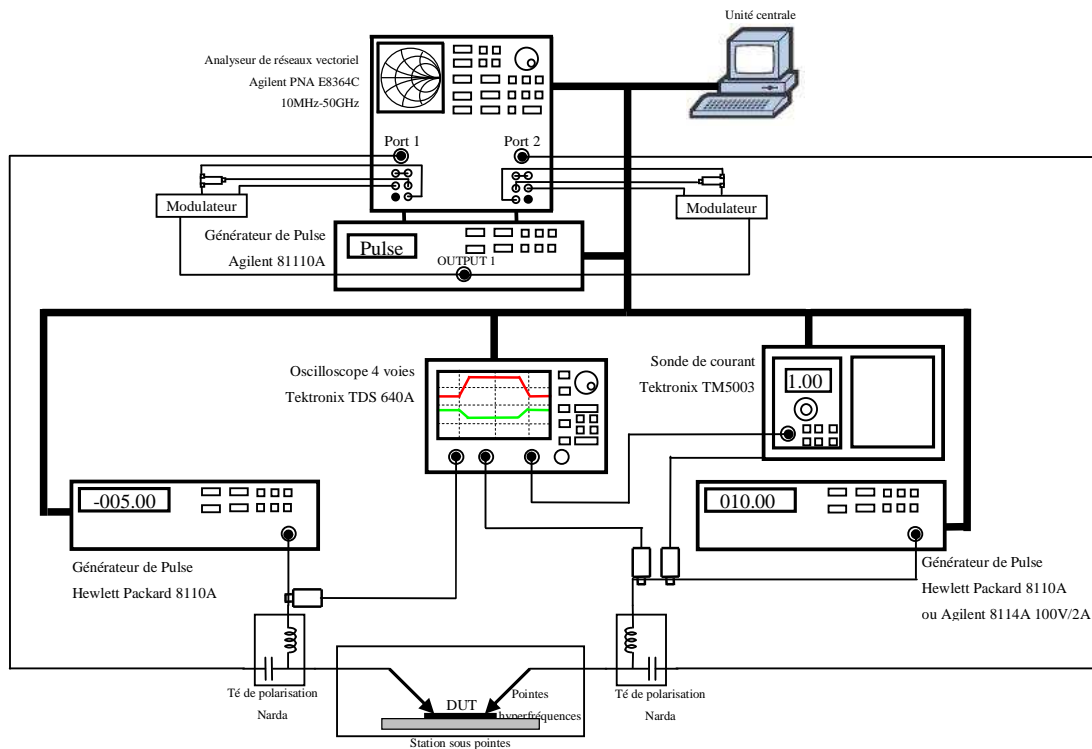 Unité centrale
Analyseur de réseaux vectoriel
Agilent PNA E8364C
10MHz-50GHz
Port 1
Port 2
Modulateur
Modulateur
Générateur de Pulse
Agilent 81110A
Pulse
OUTPUT 1
Oscilloscope 4 voies
Tektronix TDS 640A
Sonde de courant
Tektronix TM5003
1.00
-005.00
010.00
Générateur de Pulse
Hewlett Packard 8110A
Générateur de Pulse
Hewlett Packard 8110A
ou Agilent 8114A 100V/2A
Té de polarisation
Narda
DUT
Pointes
hyperfréquences
Té de polarisation
Narda
Station sous pointes